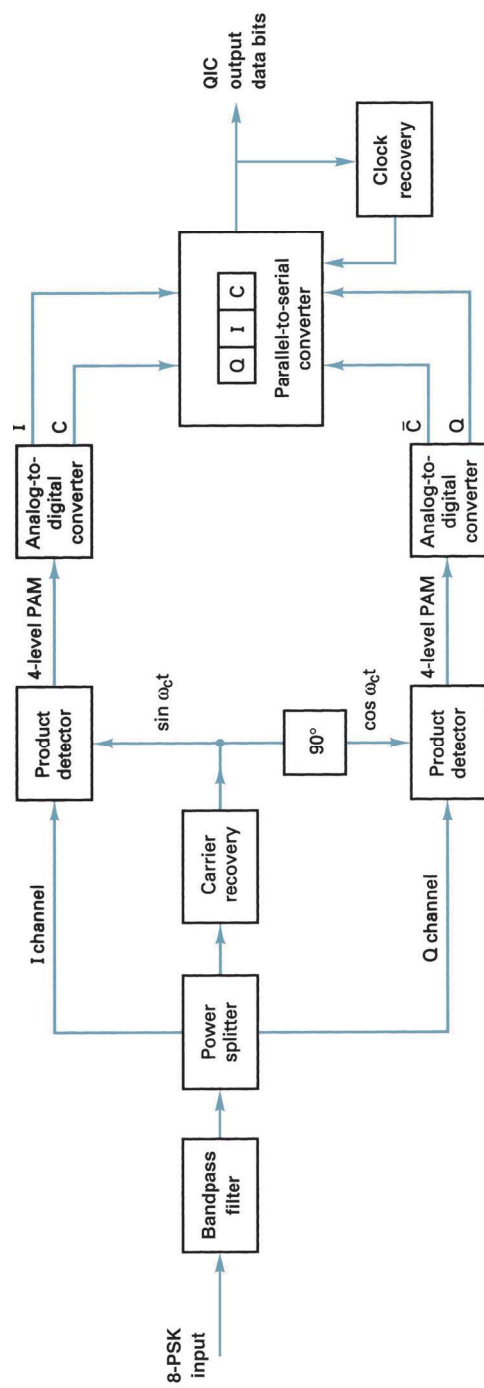 8-PSK
input
Bandpass
filter
Power
splitter
I channel
Q channel
Carrier
recovery
Product
detector
sin ωct
90°
cos ωct
Product
detector
4-level PAM
4-level PAM
Analog-to-
digital
converter
I
C
Analog-to-
digital
converter
C̄
Q
Q I C
Parallel-to-serial
converter
Clock
recovery
QIC
output
data bits